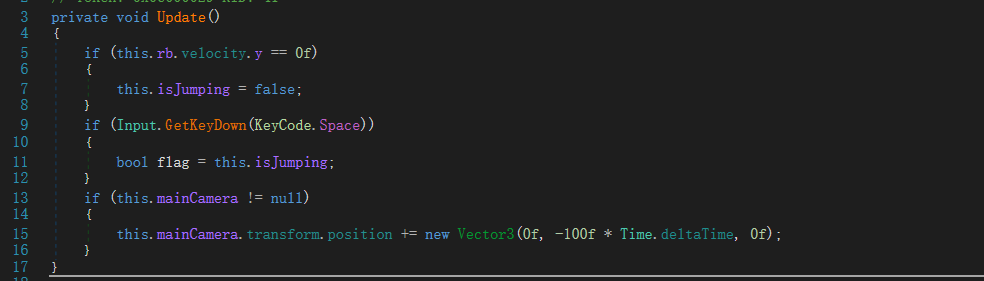 3 private void Update()
4 {
5 if (this.rb.velocity.y == 0f)
6 {
7 this.isJumping = false;
8 }
9 if (Input.GetKeyDown(KeyCode.Space))
10 {
11 bool flag = this.isJumping;
12 }
13 if (this.mainCamera != null)
14 {
15 this.mainCamera.transform.position += new Vector3(0f, -100f * Time.deltaTime, 0f);
16 }
17 }